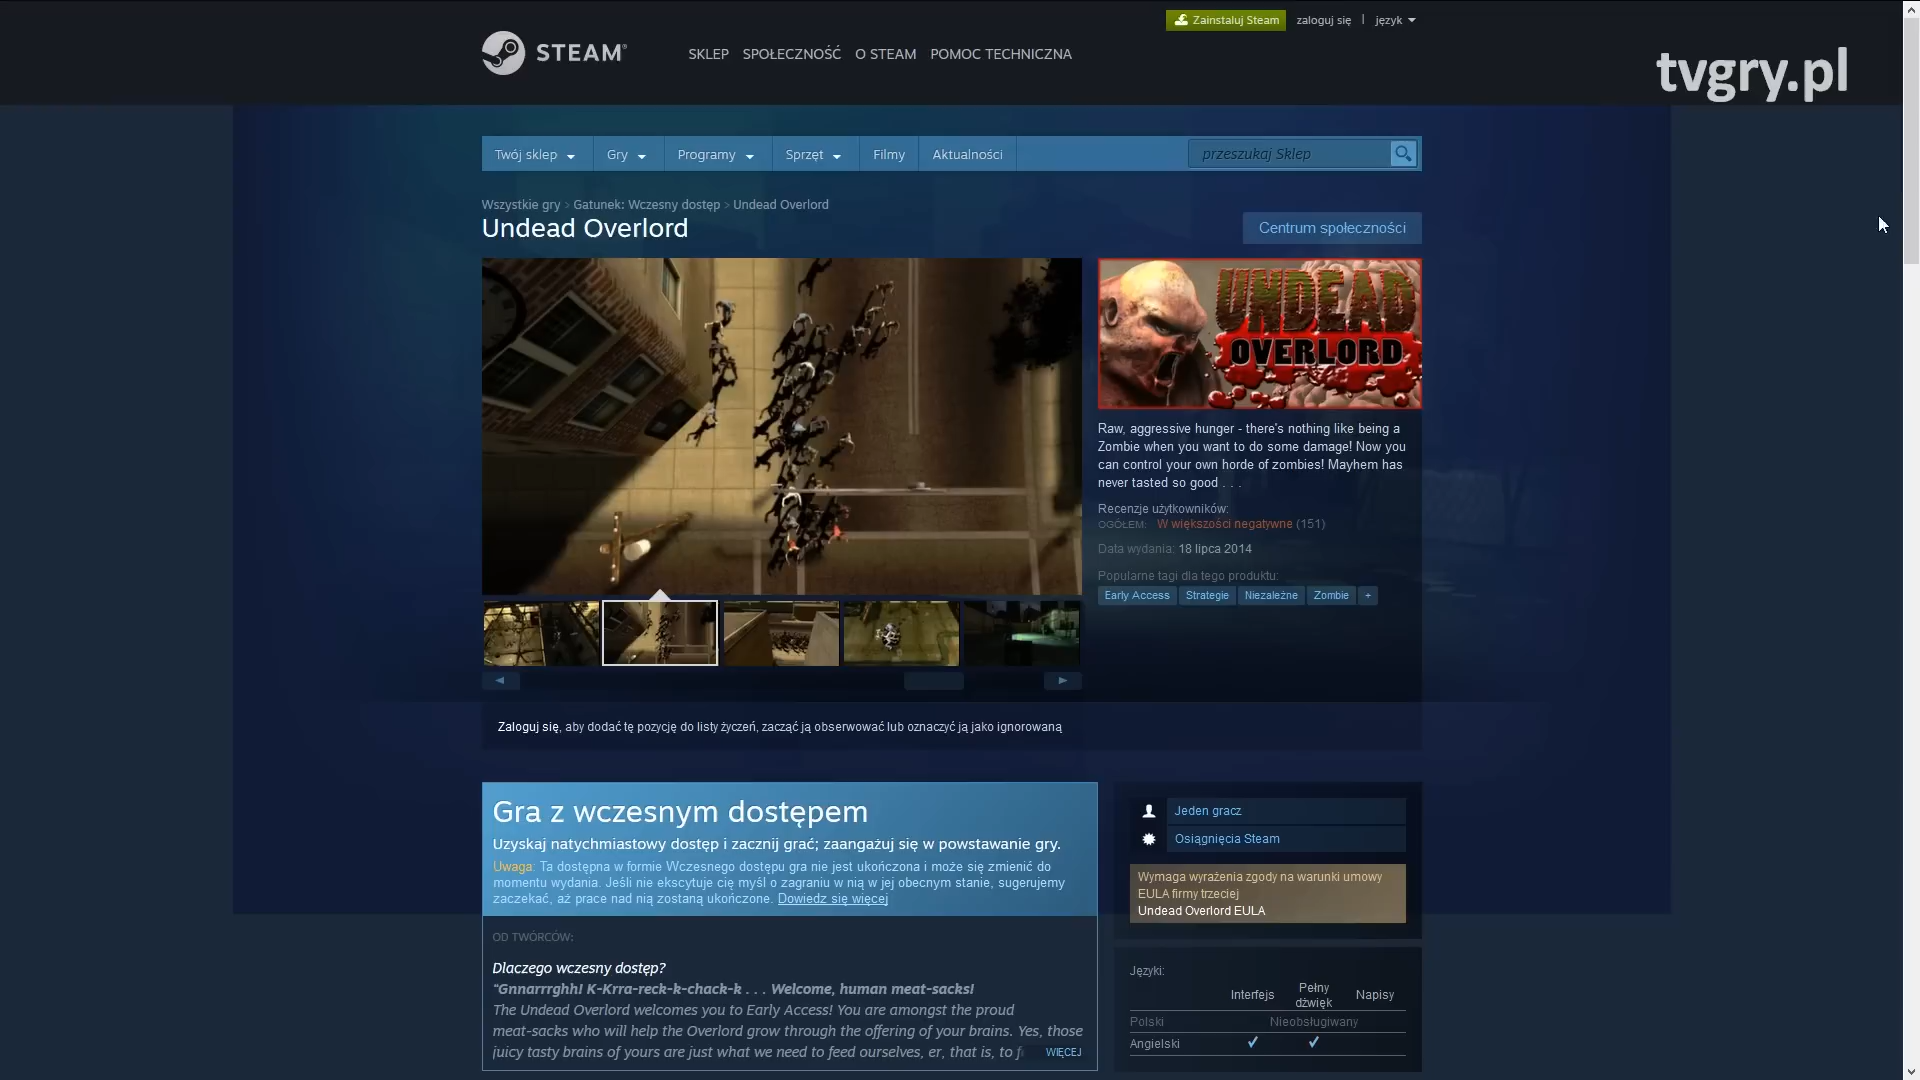 Zainstaluj Steam zaloguj się | język
STEAM®
SKLEP SPOŁECZNOŚĆ O STEAM POMOC TECHNICZNA
tvgry.pl
Twój sklep Gry Programy Sprzęt Filmy Aktualności przeszukaj Sklep
Wszystkie gry > Gatunek: Wczesny dostęp > Undead Overlord
Undead Overlord
Centrum społeczności
UNDEAD
OVERLORD
Raw, aggressive hunger - there's nothing like being a
Zombie when you want to do some damage! Now you
can control your own horde of zombies! Mayhem has
never tasted so good . . .
Recenzje użytkowników:
OGÓŁEM: W większości negatywne (151)
Data wydania: 18 lipca 2014
Popularne tagi dla tego produktu:
Early Access Strategie Niezależne Zombie +
Zaloguj się, aby dodać tę pozycję do listy życzeń, zacząć ją obserwować lub oznaczyć ją jako ignorowaną
Gra z wczesnym dostępem
Uzyskaj natychmiastowy dostęp i zacznij grać; zaangażuj się w powstawanie gry.
Uwaga: Ta dostępna w formie Wczesnego dostępu gra nie jest ukończona i może się zmienić do
momentu wydania. Jeśli nie ekscytuje cię myśl o zagraniu w nią w jej obecnym stanie, sugerujemy
zaczekać, aż prace nad nią zostaną ukończone. Dowiedz się więcej
OD TWÓRCÓW:
Dlaczego wczesny dostęp?
"Gnnarrrghh! K-Krra-reck-k-chack-k . . . Welcome, human meat-sacks!
The Undead Overlord welcomes you to Early Access! You are amongst the proud
meat-sacks who will help the Overlord grow through the offering of your brains. Yes, those
juicy tasty brains of yours are just what we need to feed ourselves, er, that is, to f WIĘCEJ
Jeden gracz
Osiągnięcia Steam
Wymaga wyrażenia zgody na warunki umowy
EULA firmy trzeciej
Undead Overlord EULA
Języki:
Interfejs Pełny dźwięk Napisy
Polski Nieobsługiwany
Angielski ✓ ✓